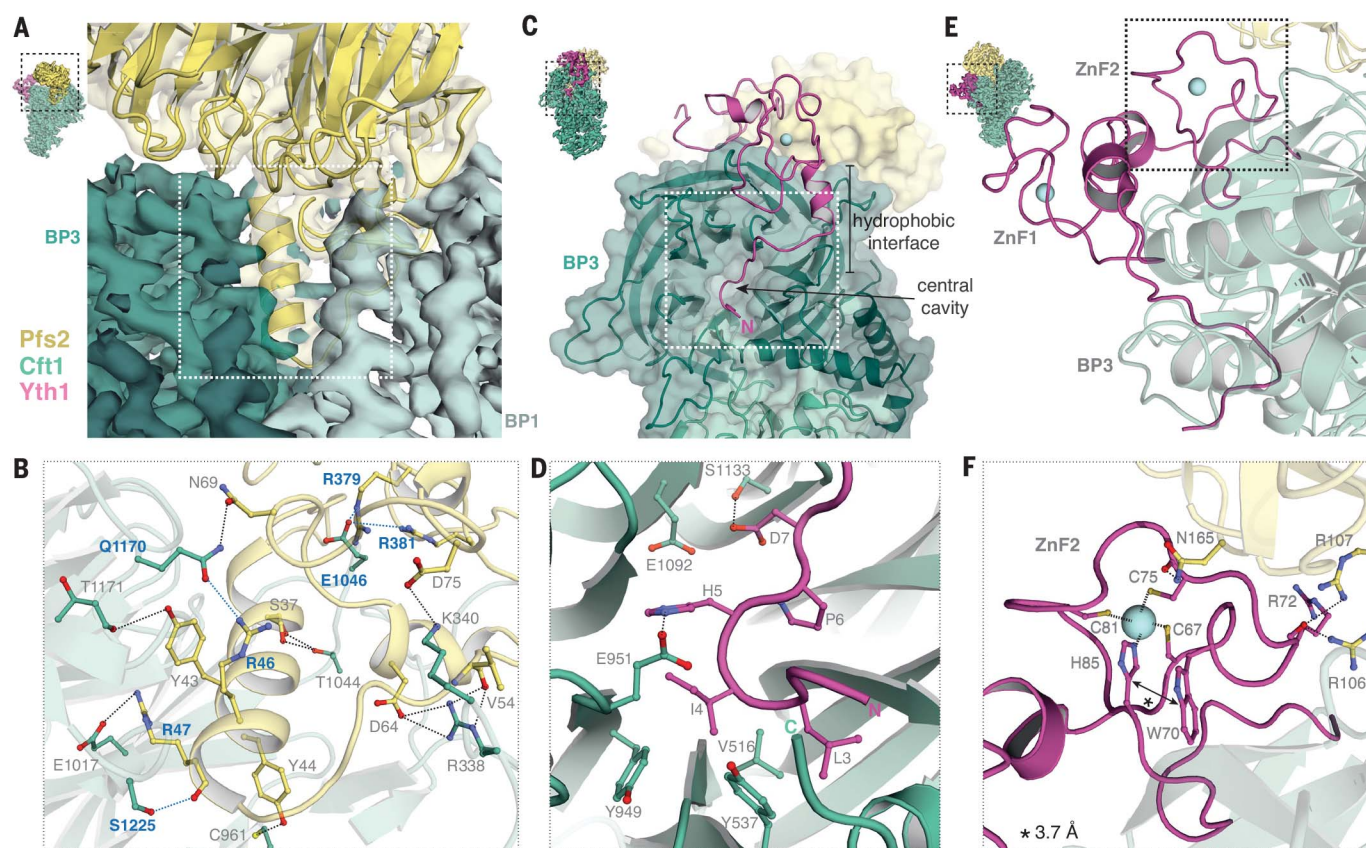 A
BP3
Pfs2
Cft1
Yth1
BP1
C
BP3
hydrophobic
interface
central
cavity
N
E
ZnF2
ZnF1
BP3
B
N69
R379
Q1170
R381
E1046
D75
T1171
S37
K340
R46
Y43
T1044
V54
D64
R47
E1017
Y44
R338
S1225
C961
D
S1133
D7
E1092
H5
P6
E951
I4
N
C
V516
L3
Y949
Y537
F
N165
ZnF2
R107
C75
R72
C81
C67
H85
R106
*
W70
* 3.7 Å